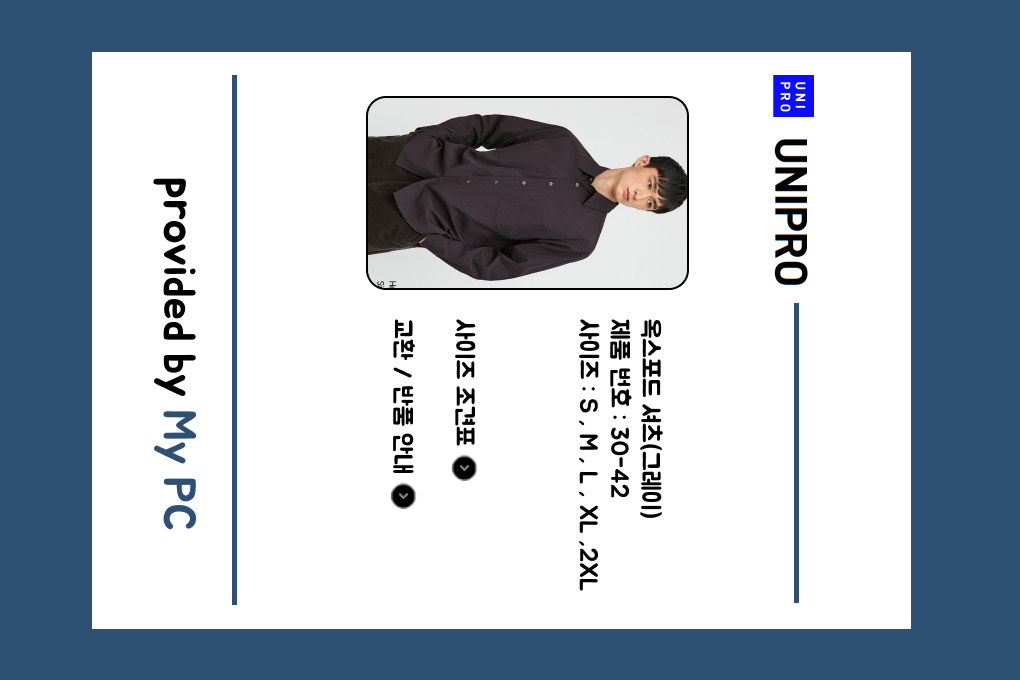 UNI
PRO
UNIPRO
옥스포드 셔츠(그레이)
제품 번호 : 30-42
사이즈 : S , M , L , XL ,2XL
사이즈 조견표
교환 / 반품 안내
provided by My PC